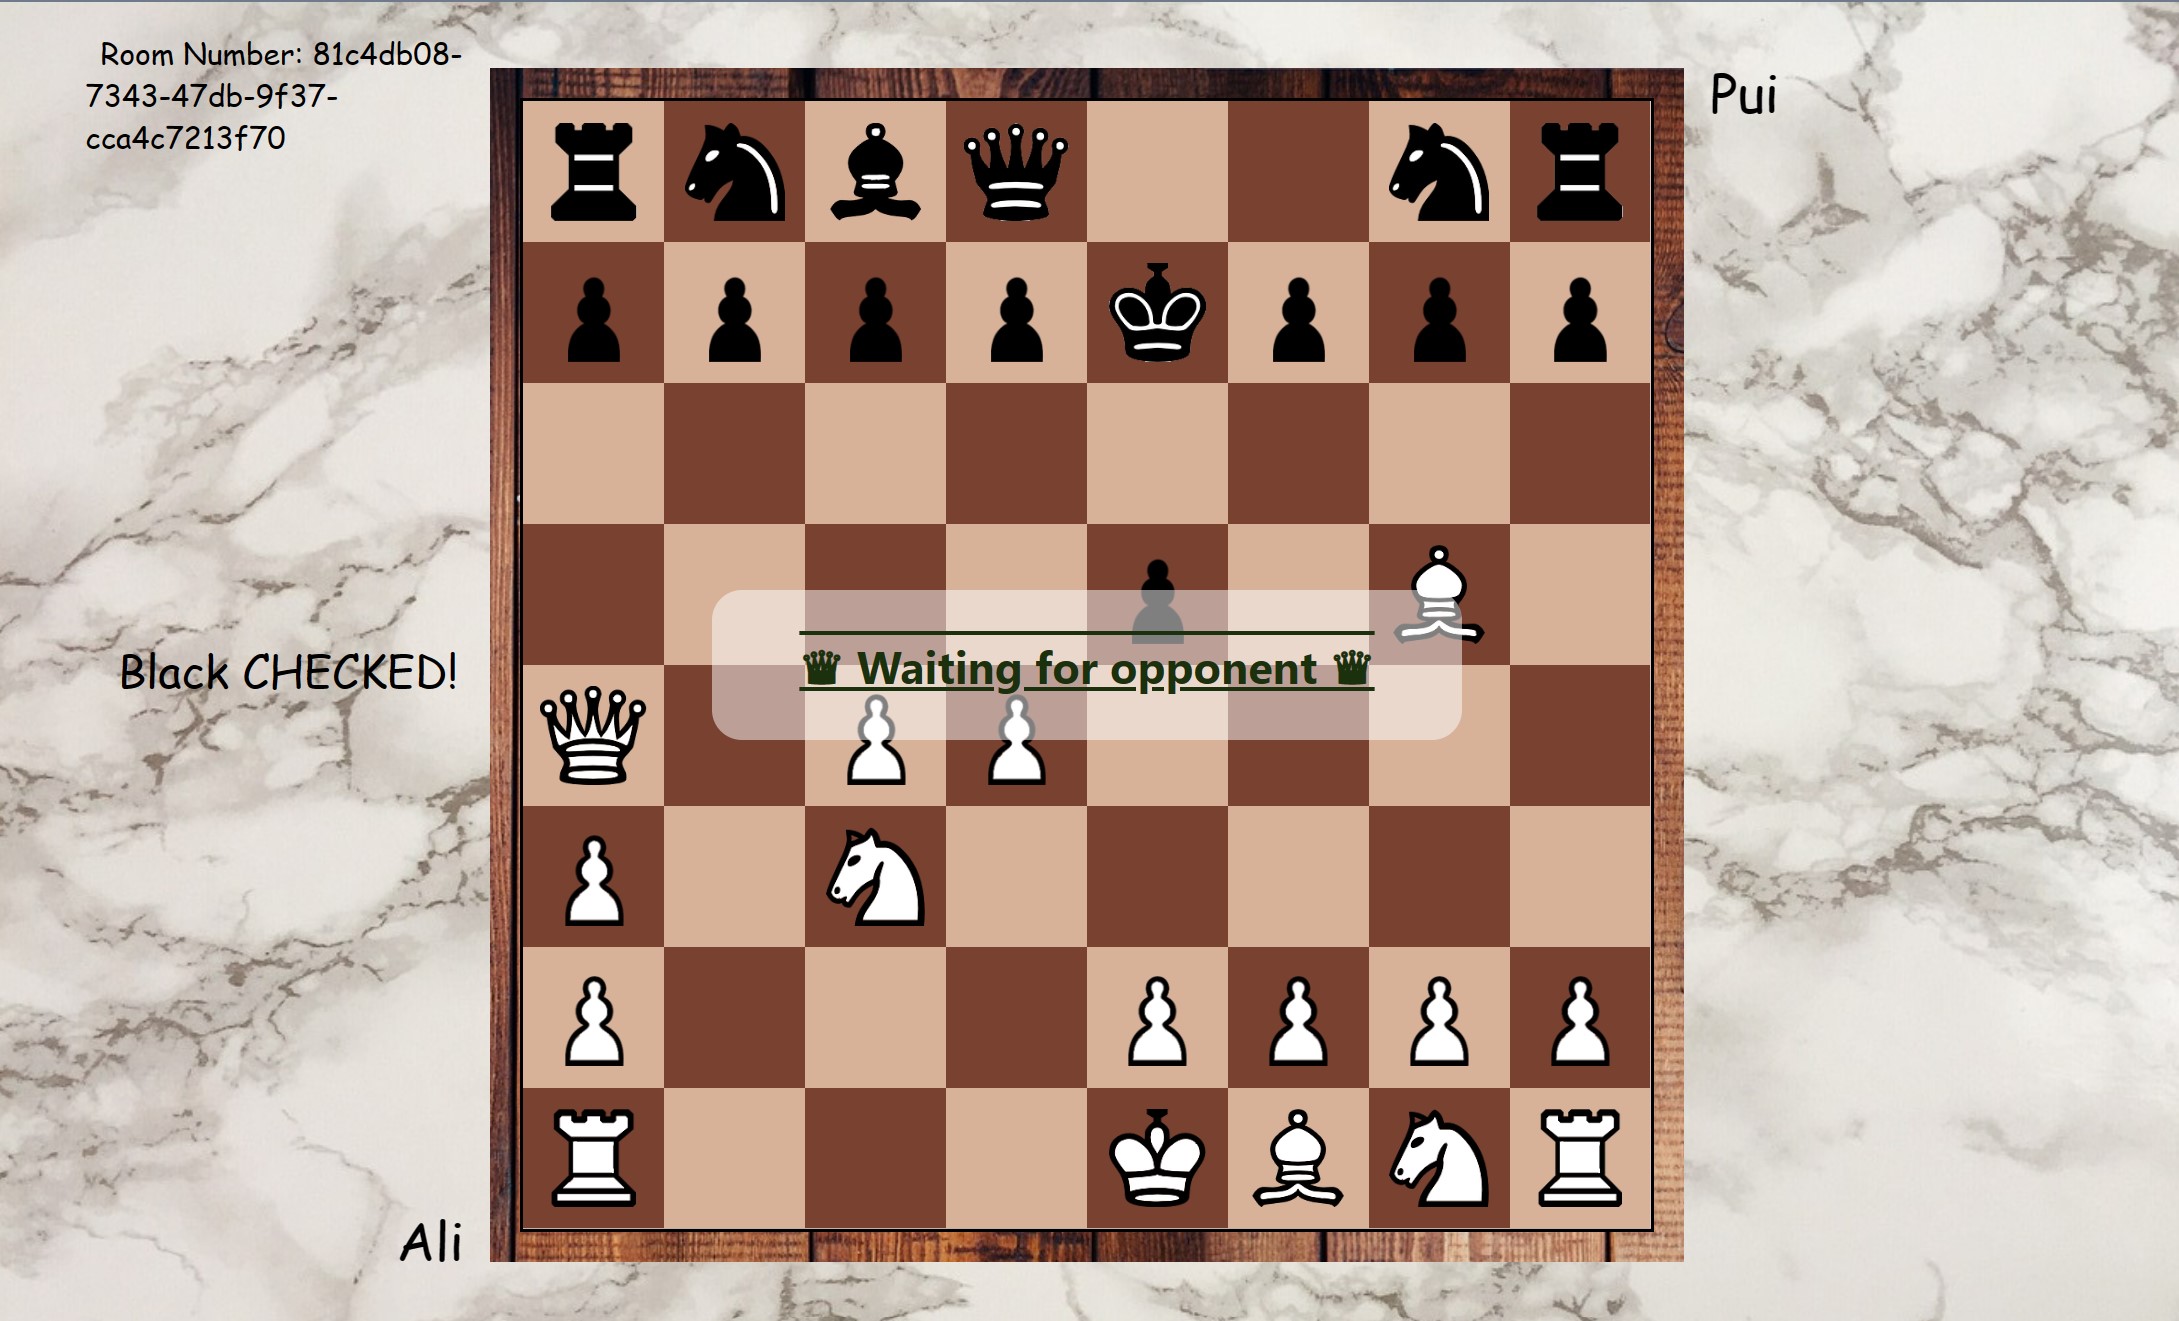 Room Number: 81c4db08-
7343-47db-9f37-
cca4c7213f70
Pui
Black CHECKED!
♛ Waiting for opponent ♛
Ali